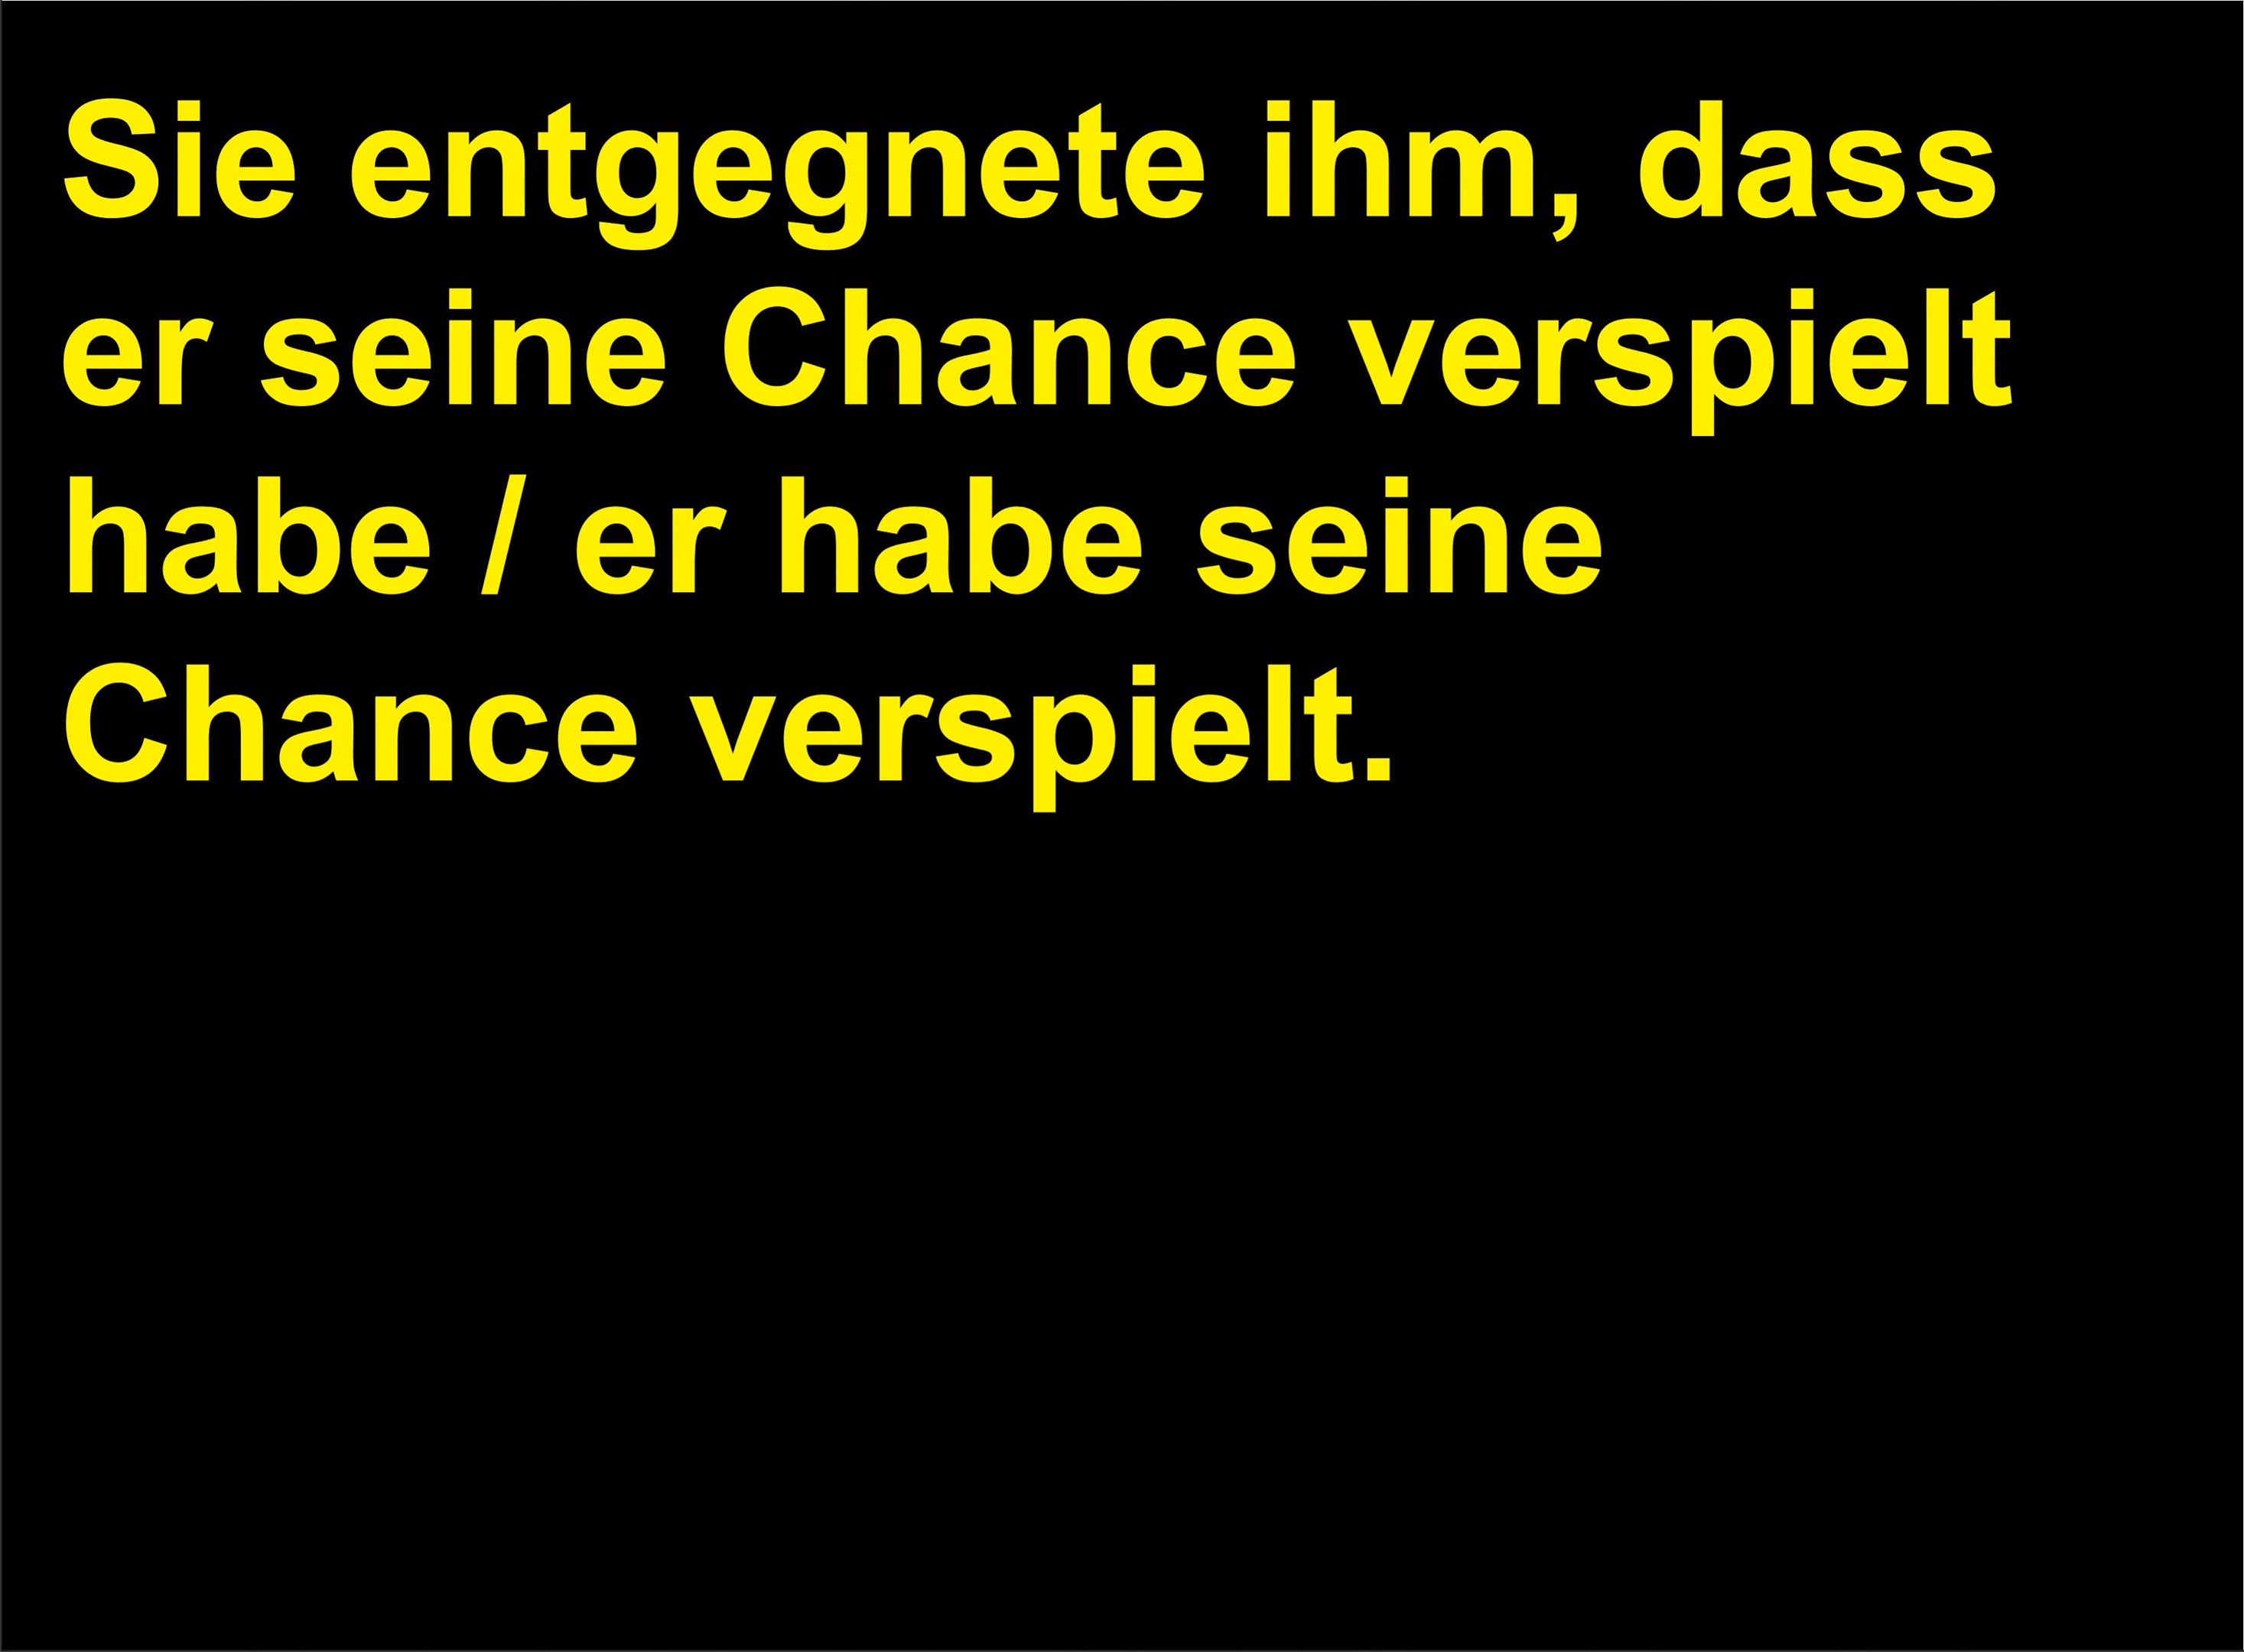 Sie entgegnete ihm, dass
er seine Chance verspielt
habe / er habe seine
Chance verspielt.